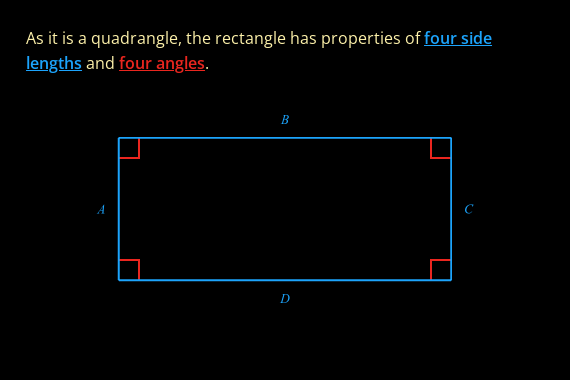 As it is a quadrangle, the rectangle has properties of four side
lengths and four angles.
B
A
C
D